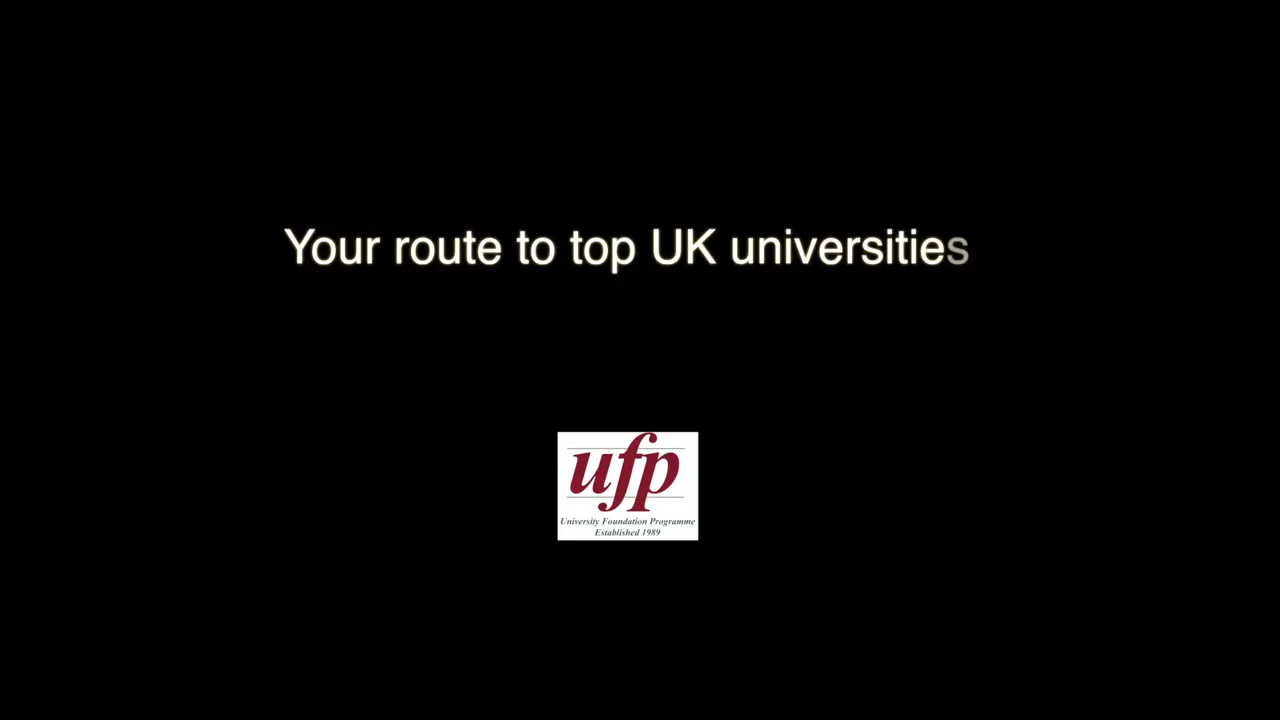 Your route to top UK universities
ufp
University Foundation Programme
Established 1989